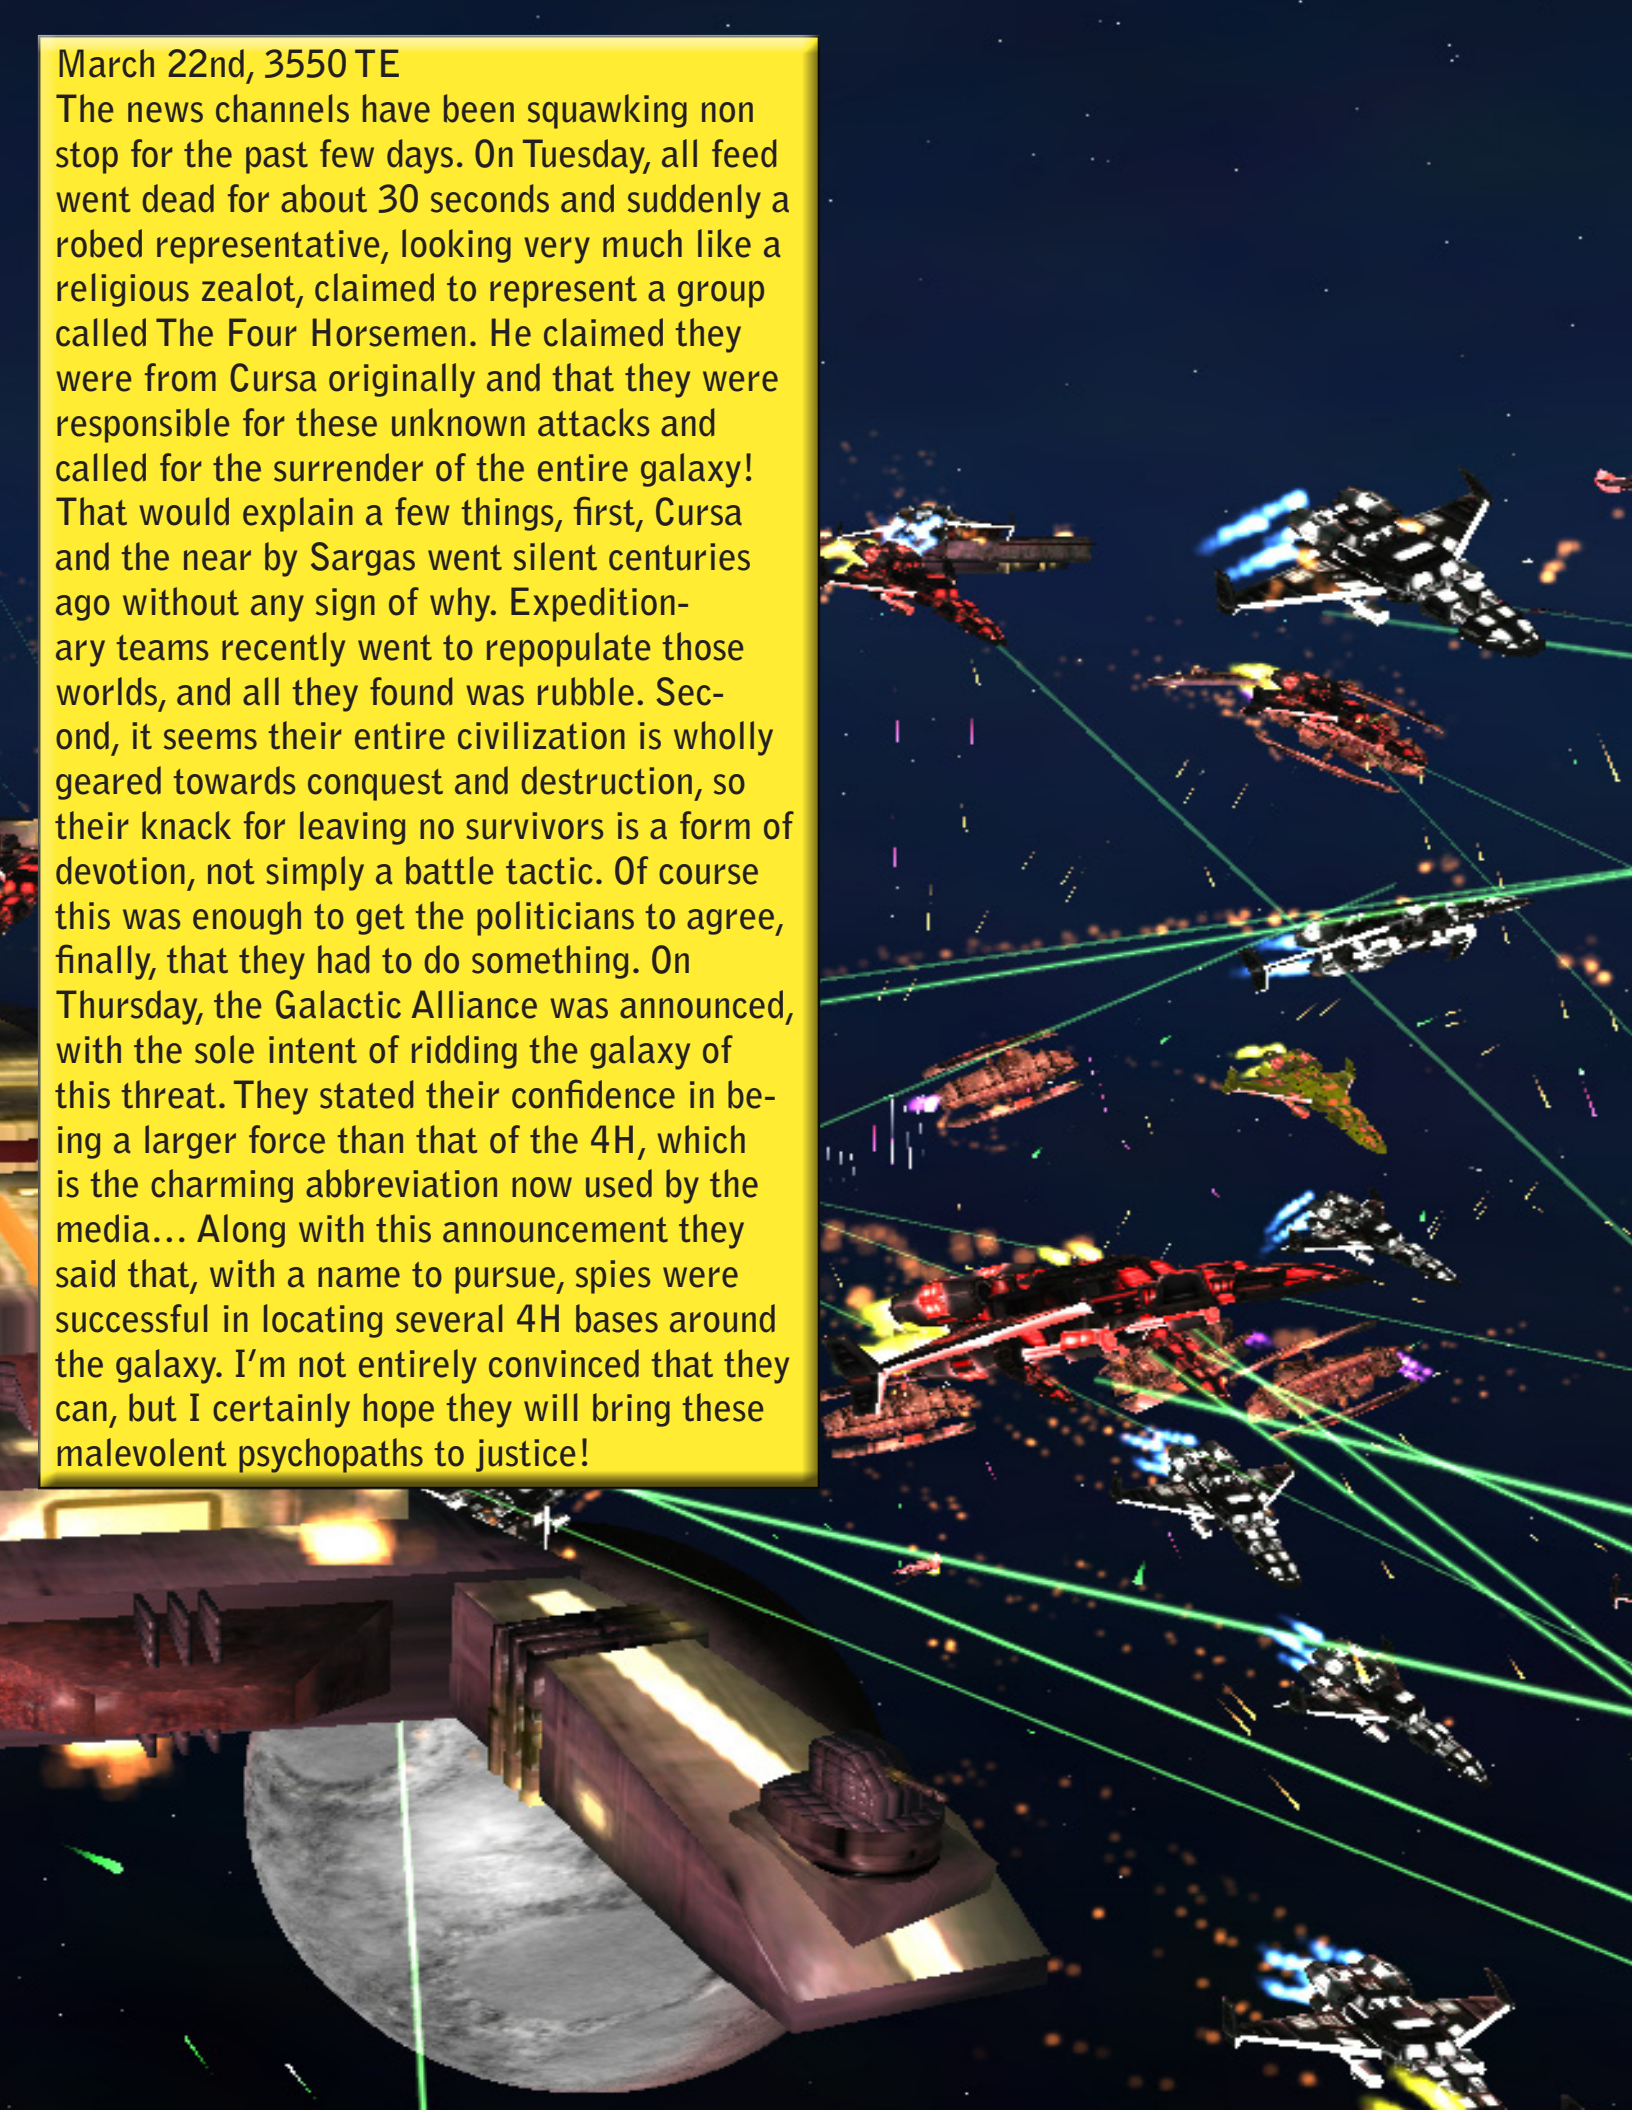 March 22nd, 3550 TE
The news channels have been squawking non
stop for the past few days. On Tuesday, all feed
went dead for about 30 seconds and suddenly a
robed representative, looking very much like a
religious zealot, claimed to represent a group
called The Four Horsemen. He claimed they
were from Cursa originally and that they were
responsible for these unknown attacks and
called for the surrender of the entire galaxy!
That would explain a few things, first, Cursa
and the near by Sargas went silent centuries
ago without any sign of why. Expedition-
ary teams recently went to repopulate those
worlds, and all they found was rubble. Sec-
ond, it seems their entire civilization is wholly
geared towards conquest and destruction, so
their knack for leaving no survivors is a form of
devotion, not simply a battle tactic. Of course
this was enough to get the politicians to agree,
finally, that they had to do something. On
Thursday, the Galactic Alliance was announced,
with the sole intent of ridding the galaxy of
this threat. They stated their confidence in be-
ing a larger force than that of the 4H, which
is the charming abbreviation now used by the
media... Along with this announcement they
said that, with a name to pursue, spies were
successful in locating several 4H bases around
the galaxy. I'm not entirely convinced that they
can, but I certainly hope they will bring these
malevolent psychopaths to justice!